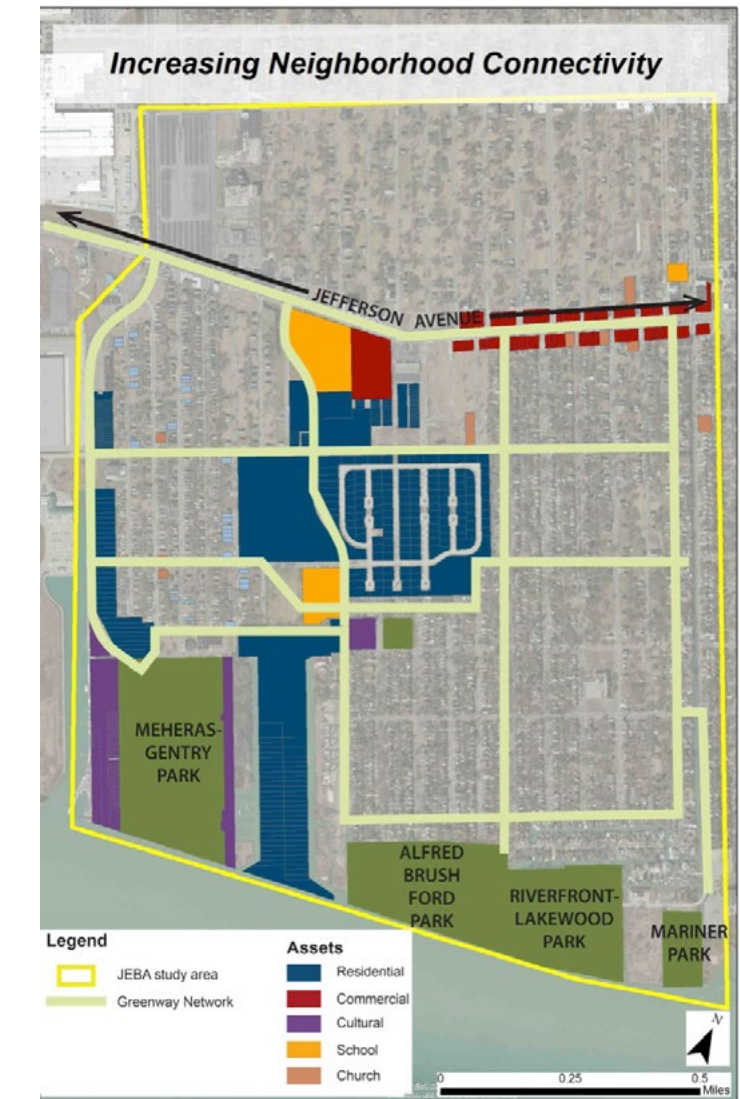 Increasing Neighborhood Connectivity
JEFFERSON AVENUE
MEHERAS-
GENTRY
PARK
ALFRED
BRUSH
FORD
PARK
RIVERFRONT-
LAKEWOOD
PARK
MARINER
PARK
Legend
JEBA study area
Greenway Network
Assets
Residential
Commercial
Cultural
School
Church
N
0 0.25 0.5
Miles